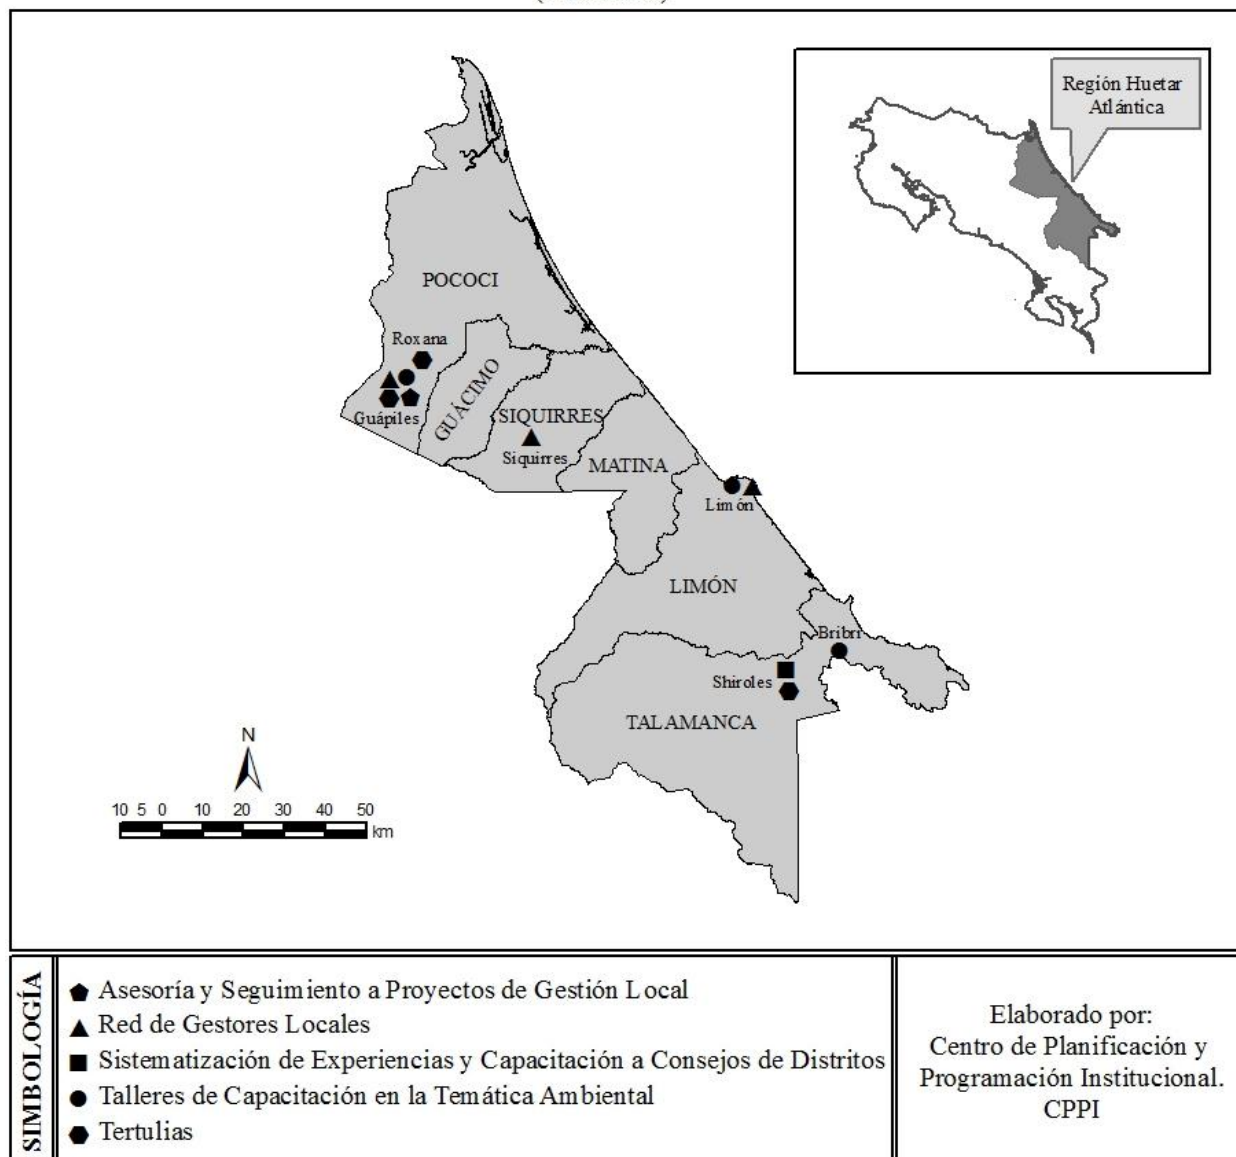 Región Huetar
Atlántica
POCOCI
Roxana
GUÁCIMO
Guápiles
SIQUIRRES
Siquirres
MATINA
Limón
LIMÓN
Bribri
Shiroles
TALAMANCA
N
10 5 0 10 20 30 40 50
km
SIMBOLOGÍA
Asesoría y Seguimiento a Proyectos de Gestión Local
Red de Gestores Locales
Sistematización de Experiencias y Capacitación a Consejos de Distritos
Talleres de Capacitación en la Temática Ambiental
Tertulias
Elaborado por:
Centro de Planificación y
Programación Institucional.
CPPI